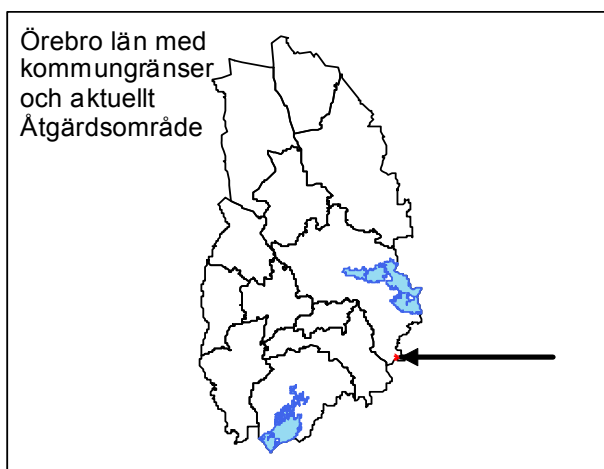 Örebro län med
kommungränser
och aktuellt
Åtgärdsområde